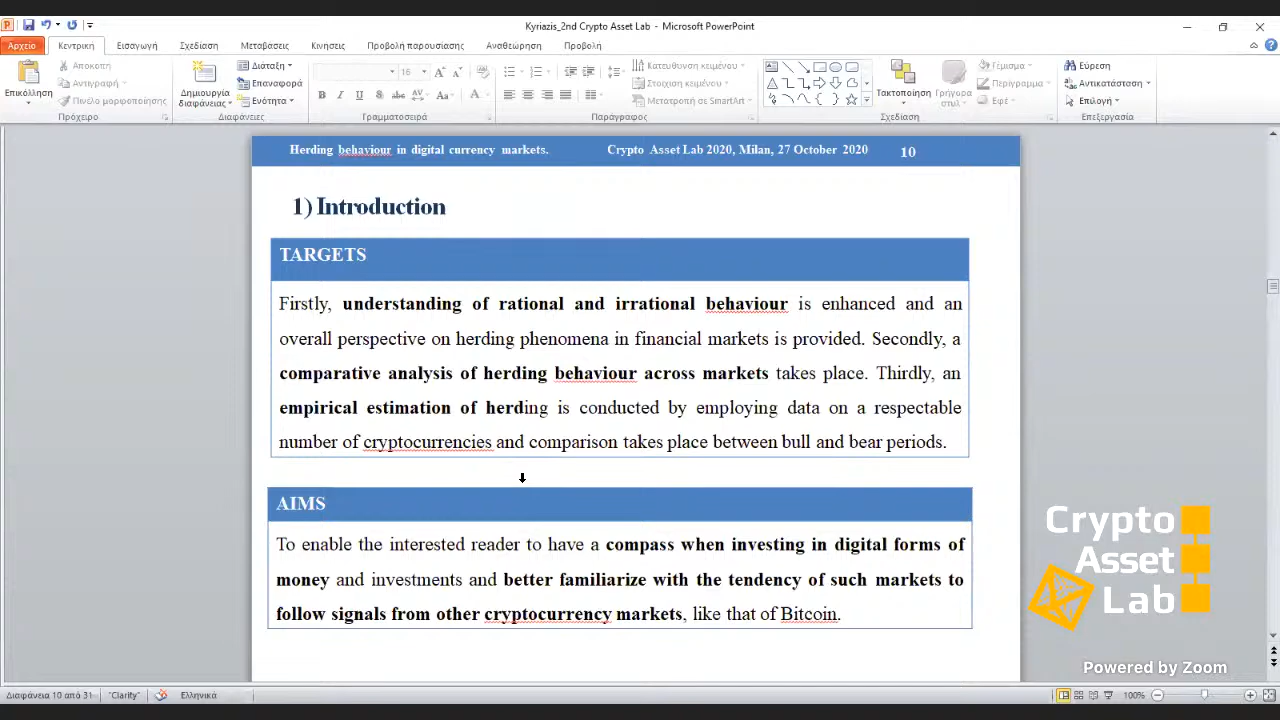 Kyriazis_2nd Crypto Asset Lab - Microsoft PowerPoint
Αρχείο Κεντρική Εισαγωγή Σχεδίαση Μεταβάσεις Κινήσεις Προβολή παρουσίασης Αναθεώρηση Προβολή
Επικόλληση
Αποκοπή
Αντιγραφή
Πινέλο μορφοποίησης
Πρόχειρο
Δημιουργία διαφάνειας
Διάταξη
Επαναφορά
Ενότητα
Διαφάνειες
16
Γραμματοσειρά
Κατεύθυνση κειμένου
Στοίχιση κειμένου
Μετατροπή σε SmartArt
Παράγραφος
Τακτοποίηση
Γρήγορα στυλ
Γέμισμα
Περίγραμμα
Εφέ
Σχεδίαση
Εύρεση
Αντικατάσταση
Επιλογή
Επεξεργασία
Herding behaviour in digital currency markets. Crypto Asset Lab 2020, Milan, 27 October 2020 10
1) Introduction
TARGETS
Firstly, understanding of rational and irrational behaviour is enhanced and an
overall perspective on herding phenomena in financial markets is provided. Secondly, a
comparative analysis of herding behaviour across markets takes place. Thirdly, an
empirical estimation of herding is conducted by employing data on a respectable
number of cryptocurrencies and comparison takes place between bull and bear periods.
AIMS
To enable the interested reader to have a compass when investing in digital forms of
money and investments and better familiarize with the tendency of such markets to
follow signals from other cryptocurrency markets, like that of Bitcoin.
Crypto
Asset
Lab
Powered by Zoom
Διαφάνεια 10 από 31 "Clarity" Ελληνικά 100%